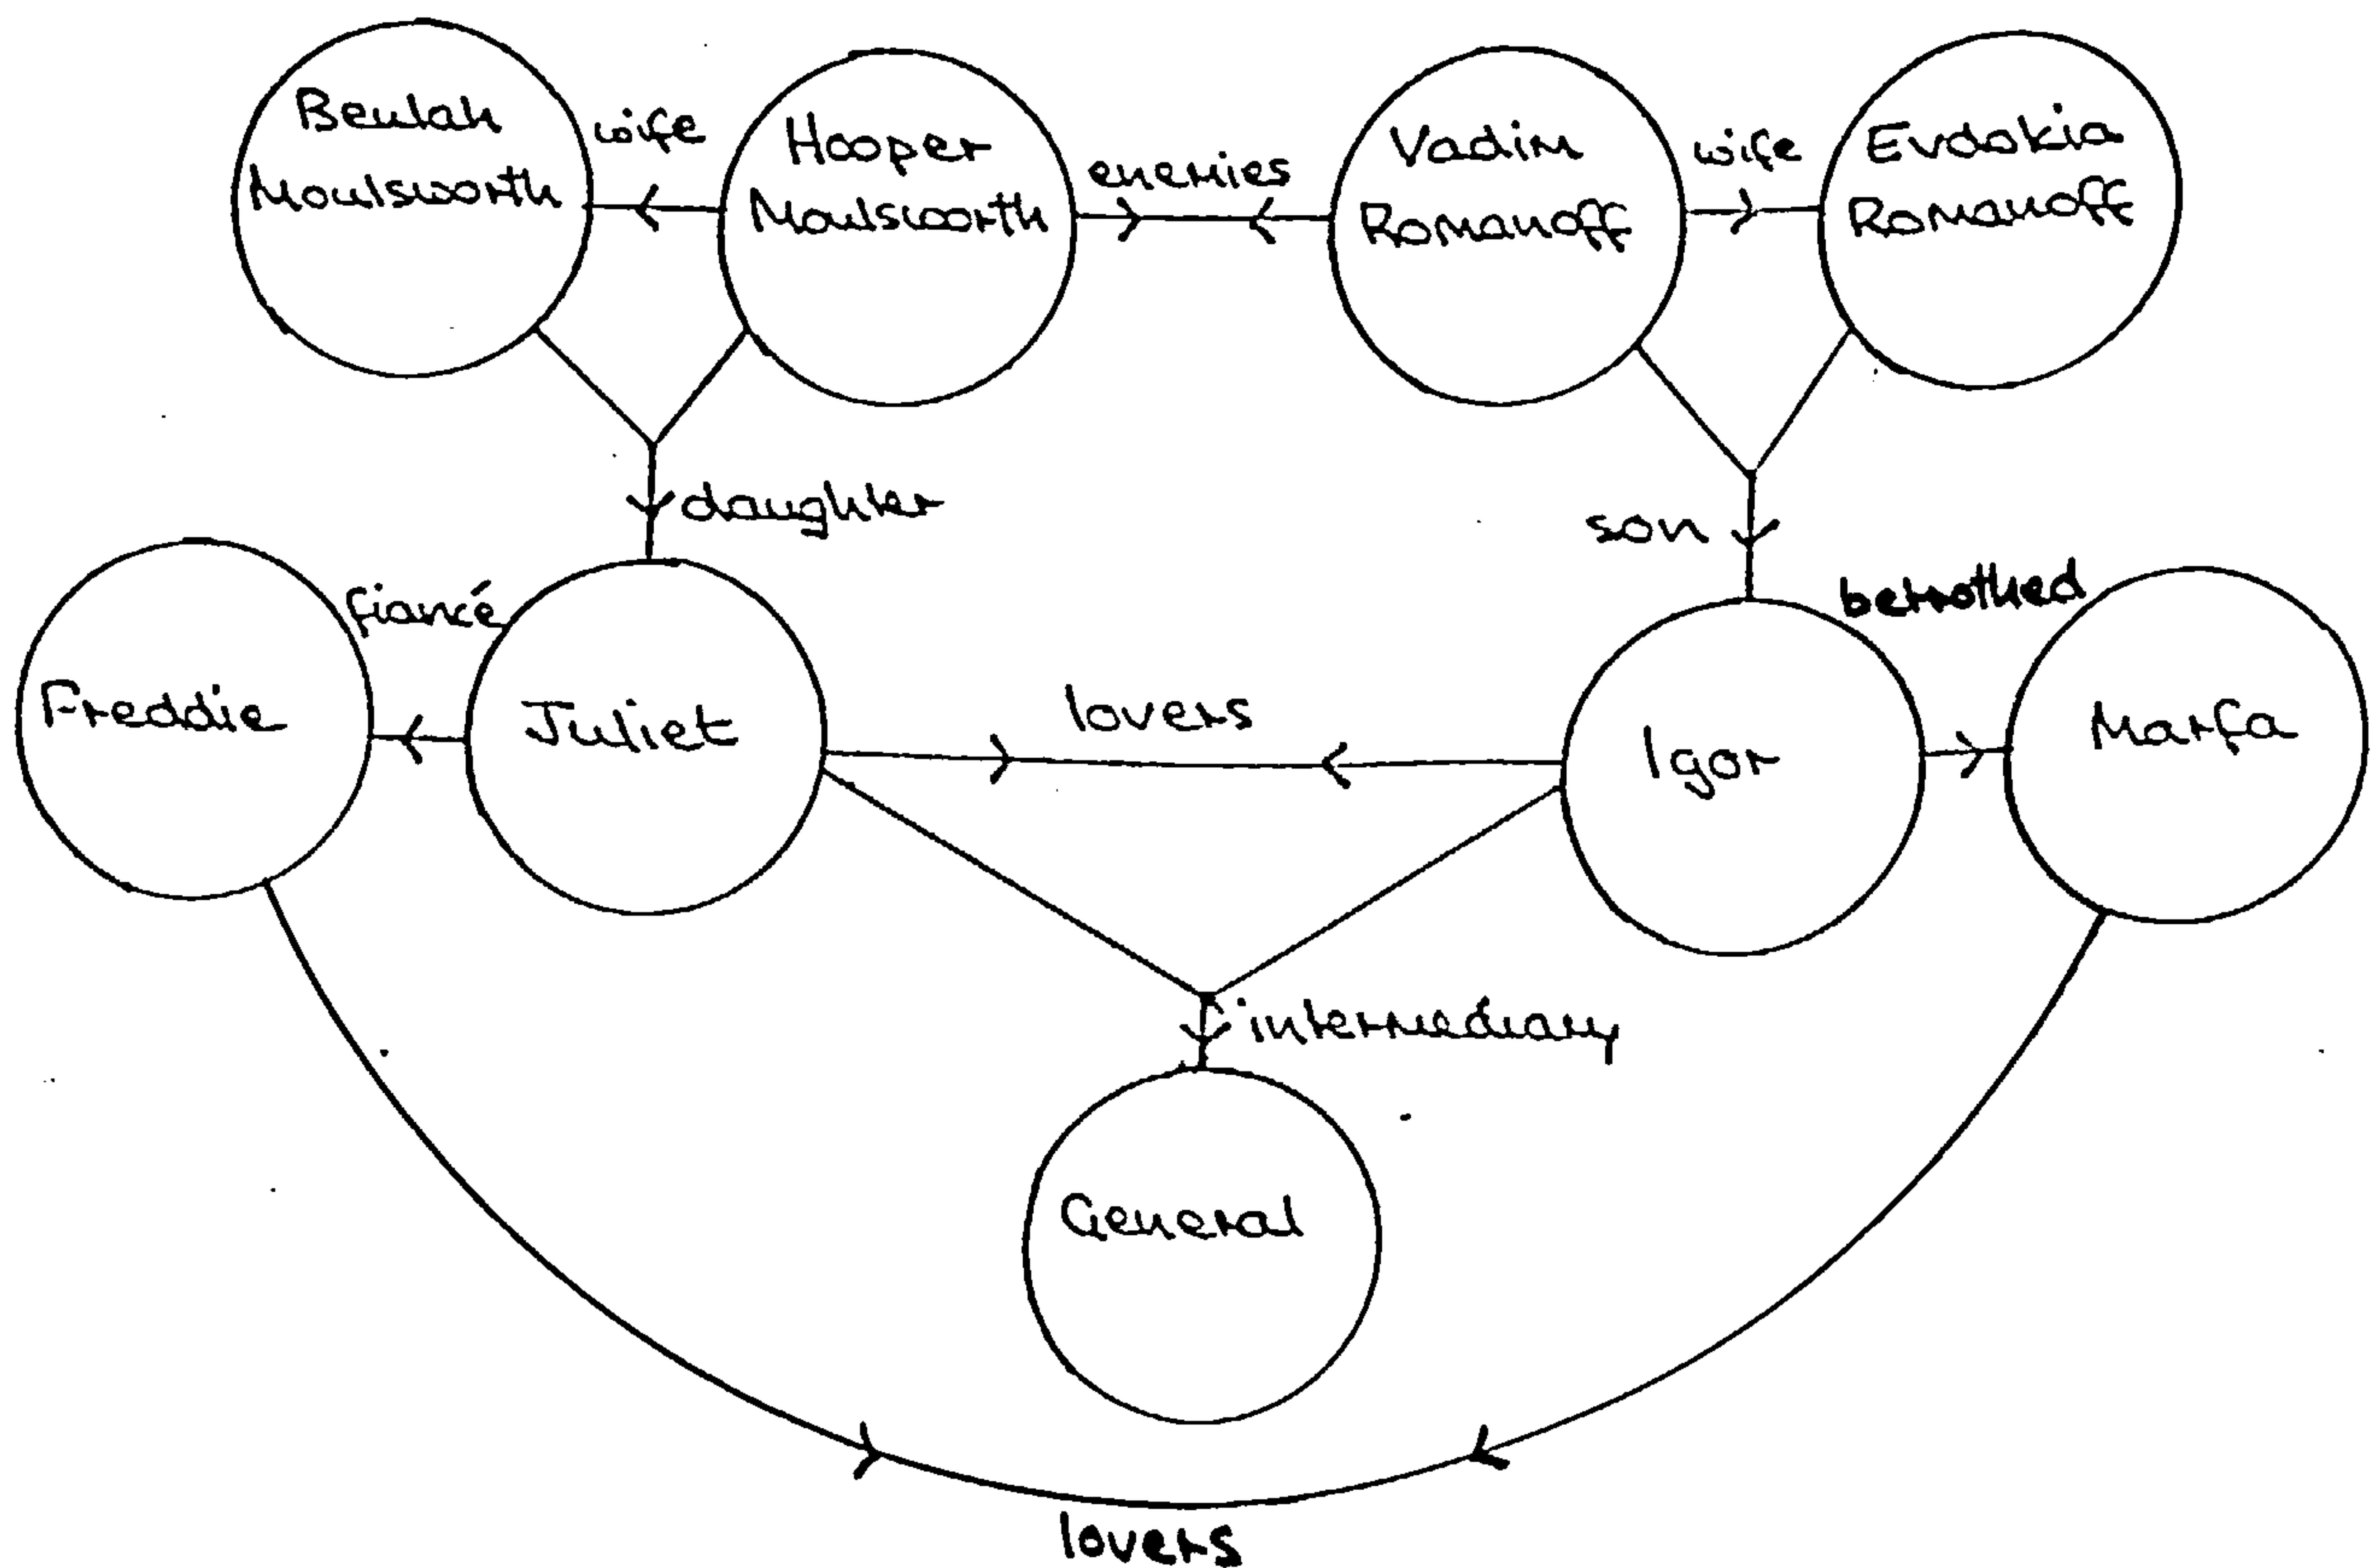 Beulah
Moulsworth
wife
Hooper
Moulsworth
enemies
Vadim
Romanoff
wife
Evdokia
Romanoff
daughter
son
Freddie
fiancé
Juliet
lovers
Igor
betrothed
Marfa
intermediary
General
lovers